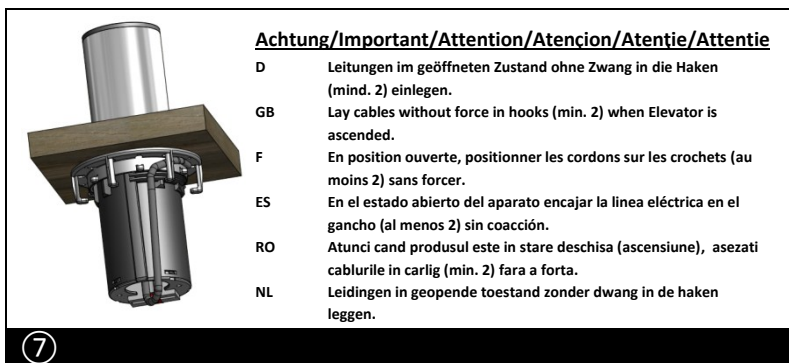 Achtung/Important/Attention/Atençion/Atenţie/Attentie
D Leitungen im geöffneten Zustand ohne Zwang in die Haken
(mind. 2) einlegen.
GB Lay cables without force in hooks (min. 2) when Elevator is
ascended.
F En position ouverte, positionner les cordons sur les crochets (au
moins 2) sans forcer.
ES En el estado abierto del aparato encajar la linea eléctrica en el
gancho (al menos 2) sin coacción.
RO Atunci cand produsul este in stare deschisa (ascensiune), asezati
cablurile in carlig (min. 2) fara a forta.
NL Leidingen in geopende toestand zonder dwang in de haken
leggen.
7